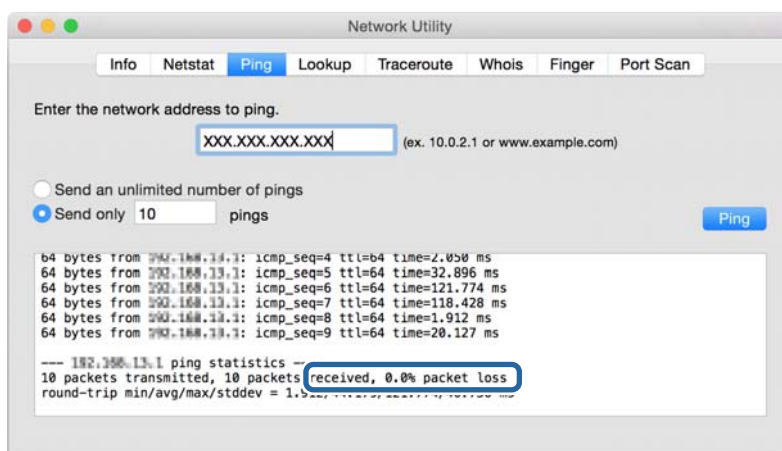 Network Utility
Info Netstat Ping Lookup Traceroute Whois Finger Port Scan
Enter the network address to ping.
XXX.XXX.XXX.XXX (ex. 10.0.2.1 or www.example.com)
Send an unlimited number of pings
Send only 10 pings
Ping
64 bytes from icmp_seq=4 ttl=64 time=2.050 ms
64 bytes from icmp_seq=5 ttl=64 time=32.896 ms
64 bytes from icmp_seq=6 ttl=64 time=121.774 ms
64 bytes from icmp_seq=7 ttl=64 time=118.428 ms
64 bytes from icmp_seq=8 ttl=64 time=1.912 ms
64 bytes from icmp_seq=9 ttl=64 time=20.127 ms
--- ping statistics --
10 packets transmitted, 10 packets received, 0.0% packet loss
round-trip min/avg/max/stddev = ms